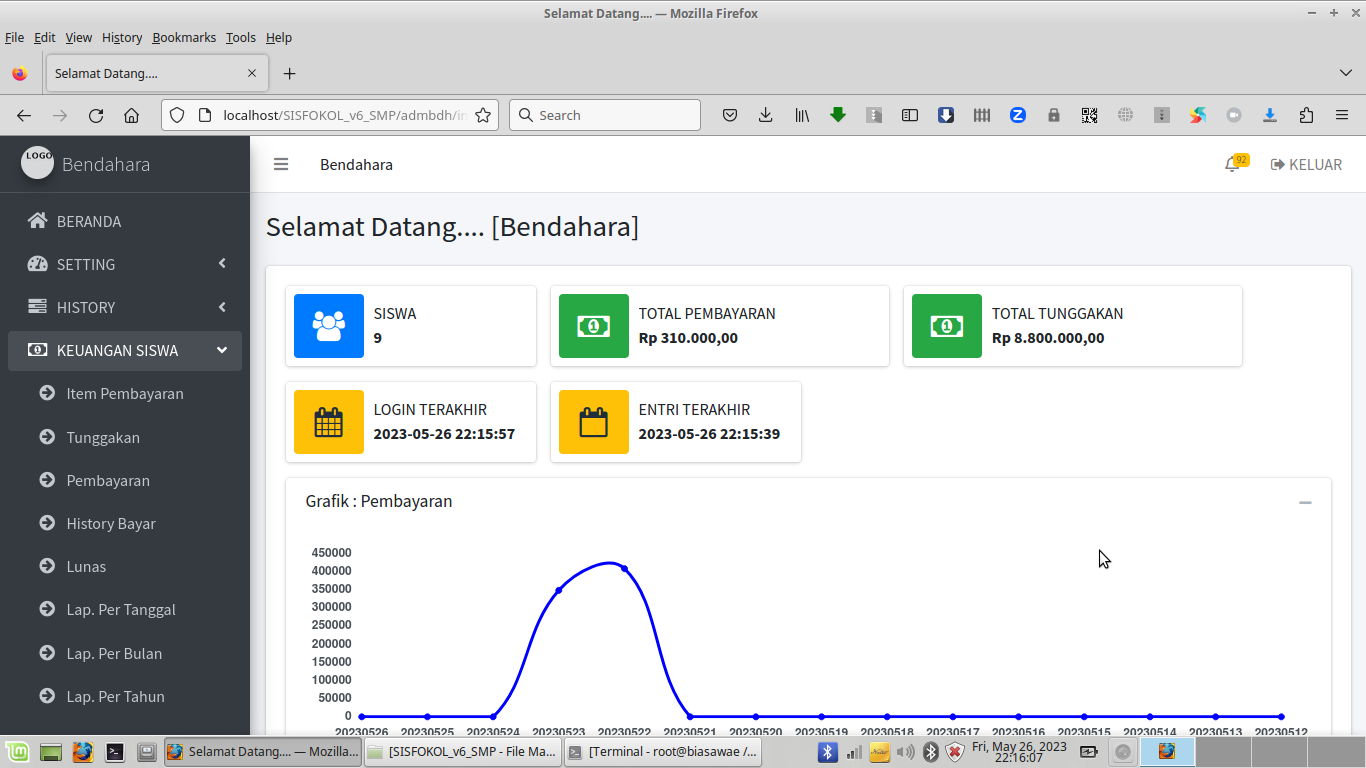 Selamat Datang.... — Mozilla Firefox
File Edit View History Bookmarks Tools Help
Selamat Datang....
localhost/SISFOKOL_v6_SMP/admbdh/in
Search
LOGO
Bendahara
Bendahara
92
KELUAR
BERANDA
SETTING
HISTORY
KEUANGAN SISWA
Item Pembayaran
Tunggakan
Pembayaran
History Bayar
Lunas
Lap. Per Tanggal
Lap. Per Bulan
Lap. Per Tahun
Selamat Datang.... [Bendahara]
SISWA
9
TOTAL PEMBAYARAN
Rp 310.000,00
TOTAL TUNGGAKAN
Rp 8.800.000,00
LOGIN TERAKHIR
2023-05-26 22:15:57
ENTRI TERAKHIR
2023-05-26 22:15:39
Grafik : Pembayaran
450000
400000
350000
300000
250000
200000
150000
100000
50000
0
20230526 20230525 20230524 20230523 20230522 20230521 20230520 20230519 20230518 20230517 20230516 20230515 20230514 20230513 20230512
Selamat Datang.... — Mozilla...
[SISFOKOL_v6_SMP - File Ma...
[Terminal - root@biasawae /...
Fri, May 26, 2023
22:16:07